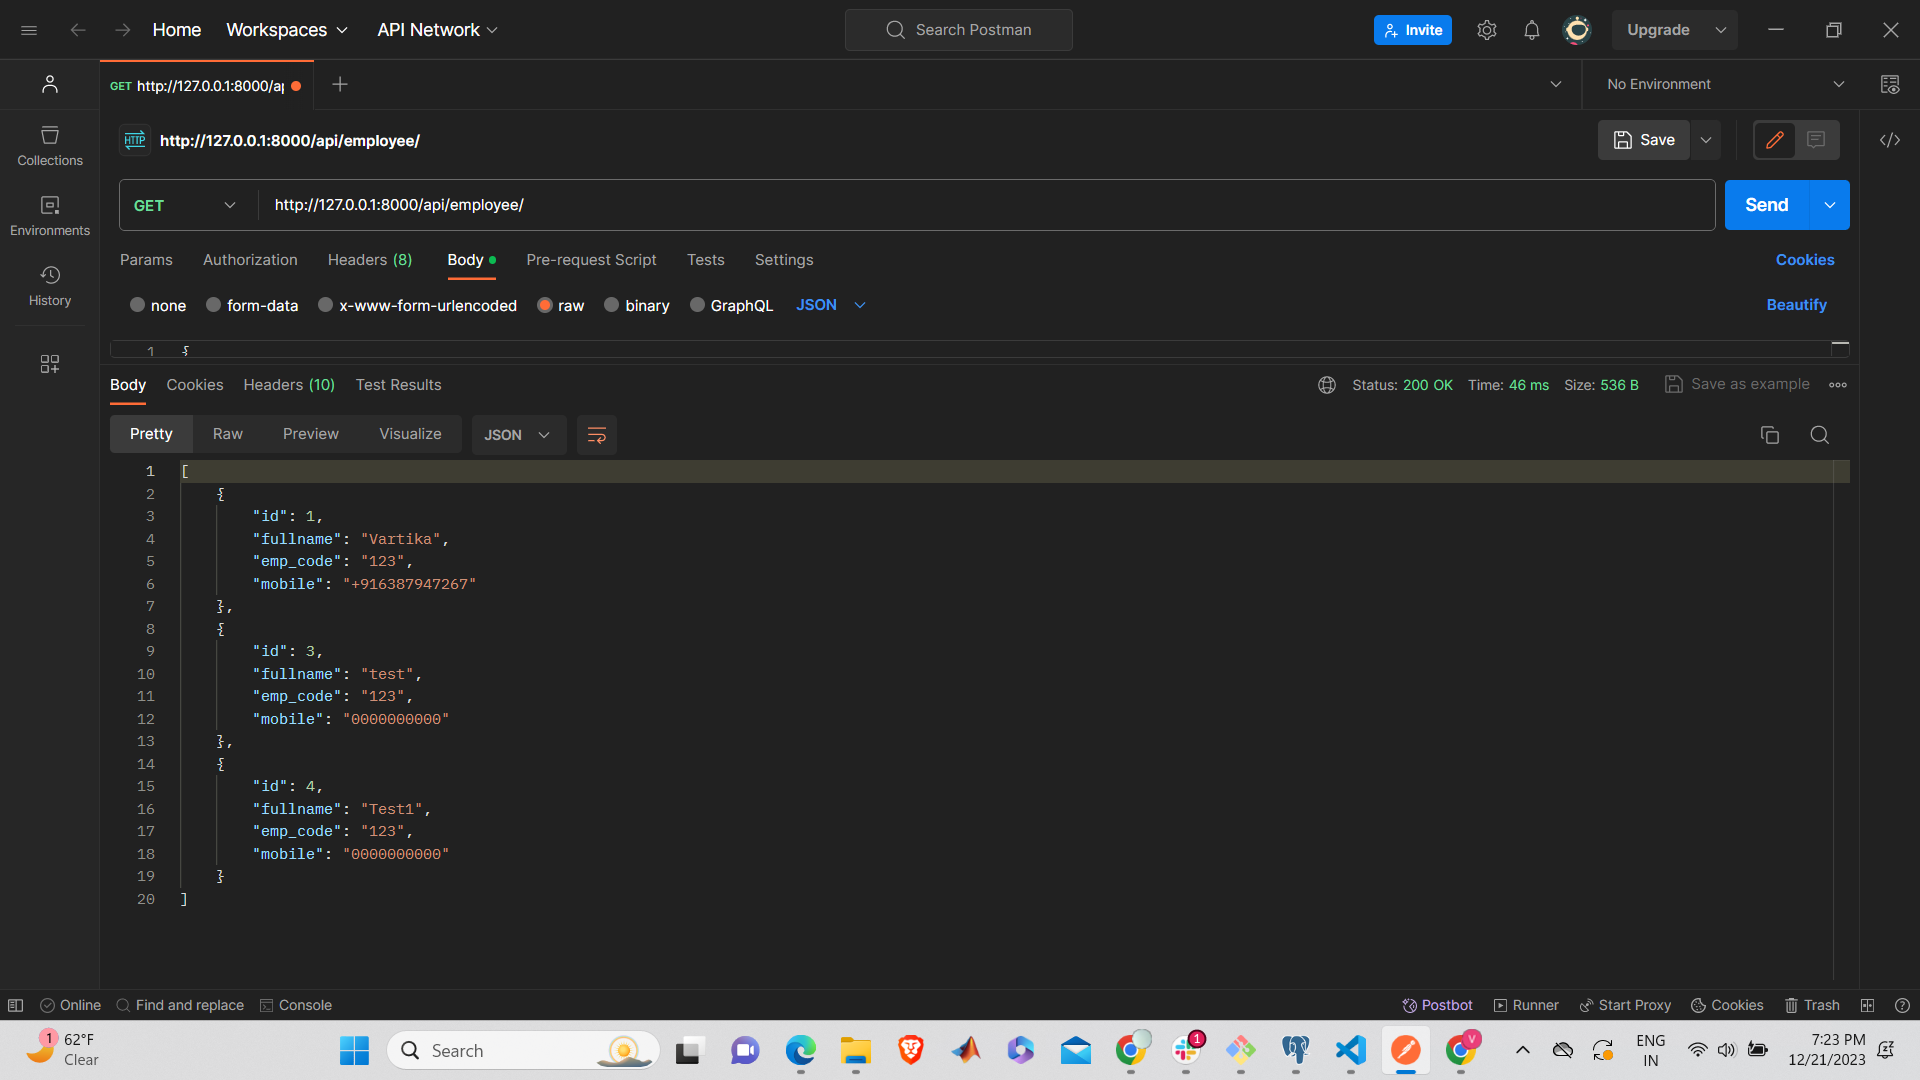 Home Workspaces API Network Search Postman Invite Upgrade
GET http://127.0.0.1:8000/ap No Environment
HTTP http://127.0.0.1:8000/api/employee/ Save
GET http://127.0.0.1:8000/api/employee/ Send
Params Authorization Headers (8) Body Pre-request Script Tests Settings Cookies
none form-data x-www-form-urlencoded raw binary GraphQL JSON Beautify
1 {
Collections
Environments
History
Body Cookies Headers (10) Test Results Status: 200 OK Time: 46 ms Size: 536 B Save as example
Pretty Raw Preview Visualize JSON
1 [
2 {
3 "id": 1,
4 "fullname": "Vartika",
5 "emp_code": "123",
6 "mobile": "+916387947267"
7 },
8 {
9 "id": 3,
10 "fullname": "test",
11 "emp_code": "123",
12 "mobile": "0000000000"
13 },
14 {
15 "id": 4,
16 "fullname": "Test1",
17 "emp_code": "123",
18 "mobile": "0000000000"
19 }
20 ]
Online Find and replace Console Postbot Runner Start Proxy Cookies Trash
1 62°F
Clear
Search
1
V
ENG
IN
7:23 PM
12/21/2023